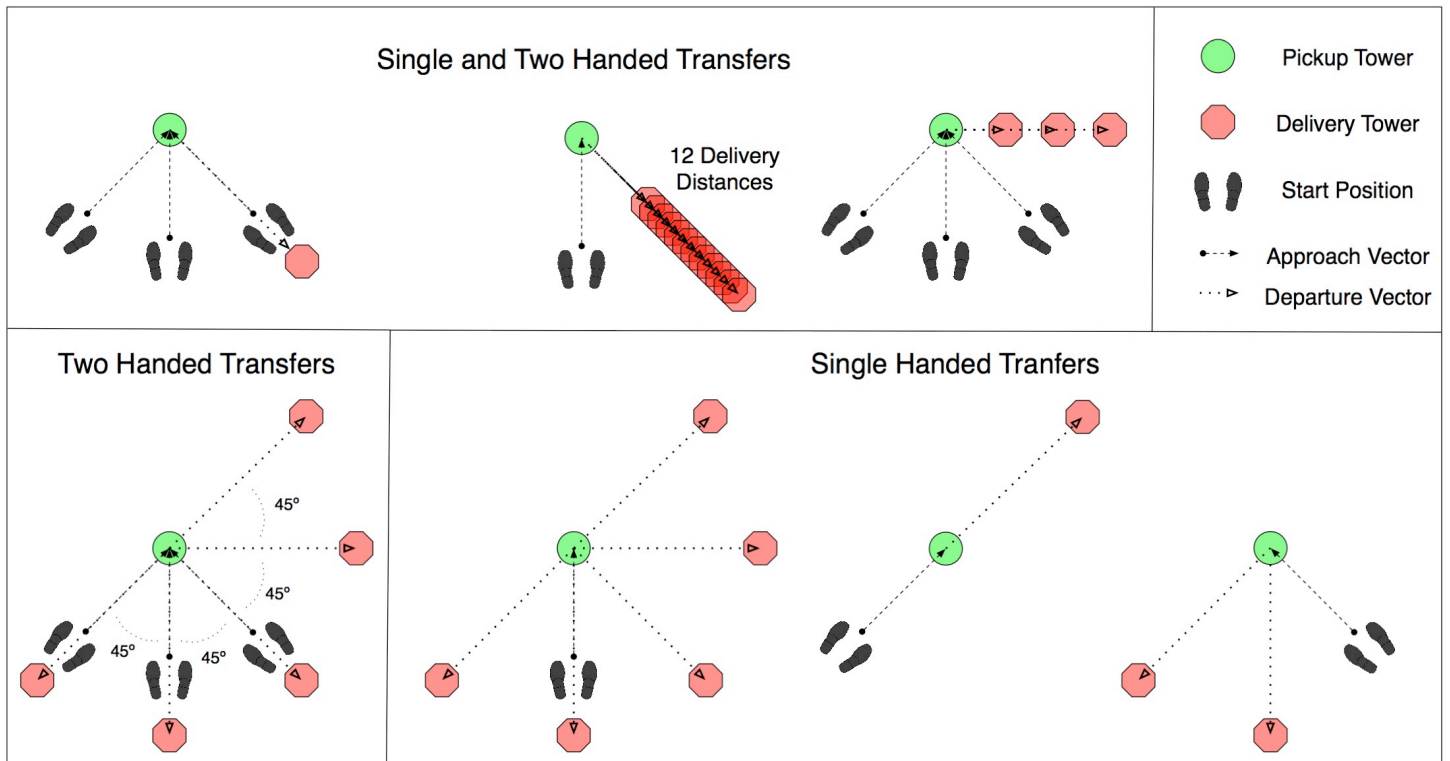 Single and Two Handed Transfers
12 Delivery
Distances
Pickup Tower
Delivery Tower
Start Position
Approach Vector
Departure Vector
Two Handed Transfers
45º
45º
45º
45º
Single Handed Tranfers